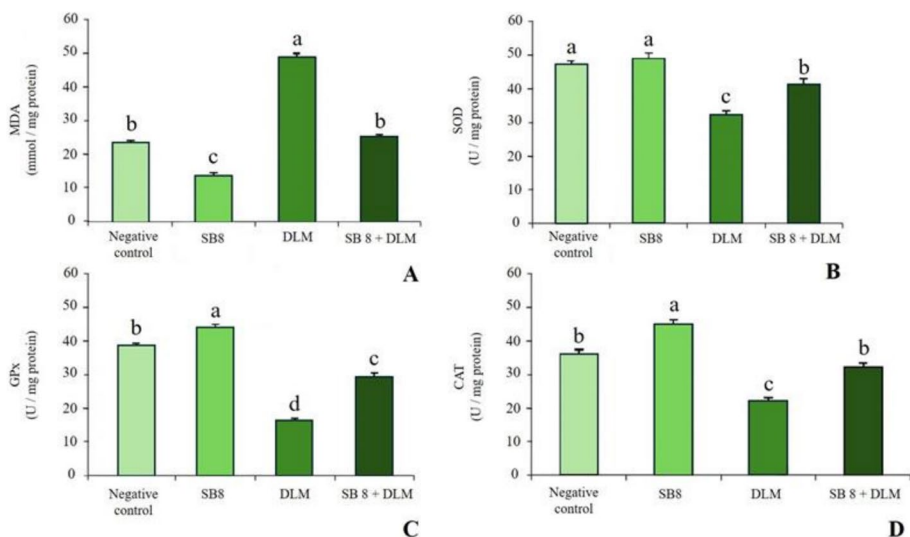 MDA
(mmol / mg protein)
60
50
40
30
20
10
0
b
c
a
b
Negative
control
SB8
DLM
SB 8 + DLM
A
SOD
(U / mg protein)
60
50
40
30
20
10
0
a
a
c
b
Negative
control
SB8
DLM
SB 8 + DLM
B
GPx
(U / mg protein)
60
50
40
30
20
10
0
b
a
d
c
Negative
control
SB8
DLM
SB 8 + DLM
C
CAT
(U / mg protein)
60
50
40
30
20
10
0
b
a
c
b
Negative
control
SB8
DLM
SB 8 + DLM
D